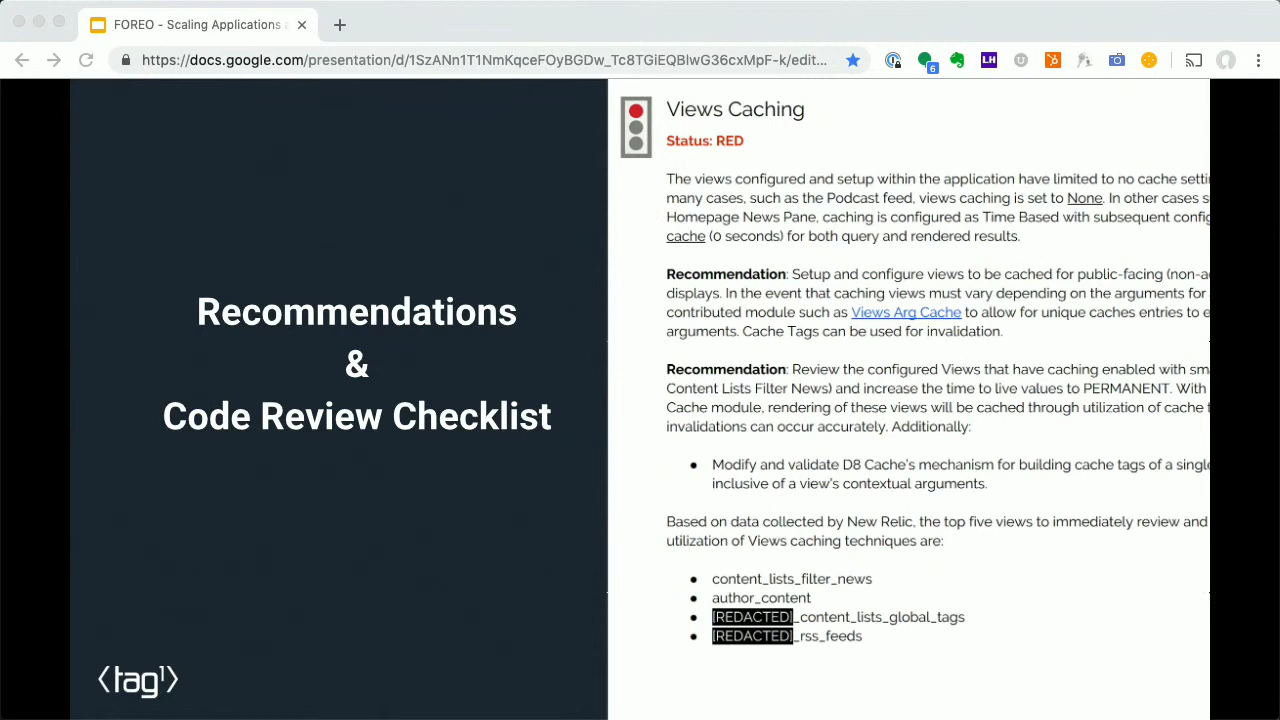 FOREO - Scaling Applications
https://docs.google.com/presentation/d/1SzANn1T1NmKqceFOyBGDw_Tc8TGiEQBlwG36cxMpF-k/edit...
6
LH
Recommendations
&
Code Review Checklist
<tag1>
Views Caching
Status: RED
The views configured and setup within the application have limited to no cache setti
many cases, such as the Podcast feed, views caching is set to None. In other cases s
Homepage News Pane, caching is configured as Time Based with subsequent config
cache (0 seconds) for both query and rendered results.
Recommendation: Setup and configure views to be cached for public-facing (non-a
displays. In the event that caching views must vary depending on the arguments for
contributed module such as Views Arg Cache to allow for unique caches entries to e
arguments. Cache Tags can be used for invalidation.
Recommendation: Review the configured Views that have caching enabled with sma
Content Lists Filter News) and increase the time to live values to PERMANENT. With
Cache module, rendering of these views will be cached through utilization of cache t
invalidations can occur accurately. Additionally:
● Modify and validate D8 Cache's mechanism for building cache tags of a single
inclusive of a view's contextual arguments.
Based on data collected by New Relic, the top five views to immediately review and
utilization of Views caching techniques are:
● content_lists_filter_news
● author_content
● [REDACTED]_content_lists_global_tags
● [REDACTED]_rss_feeds